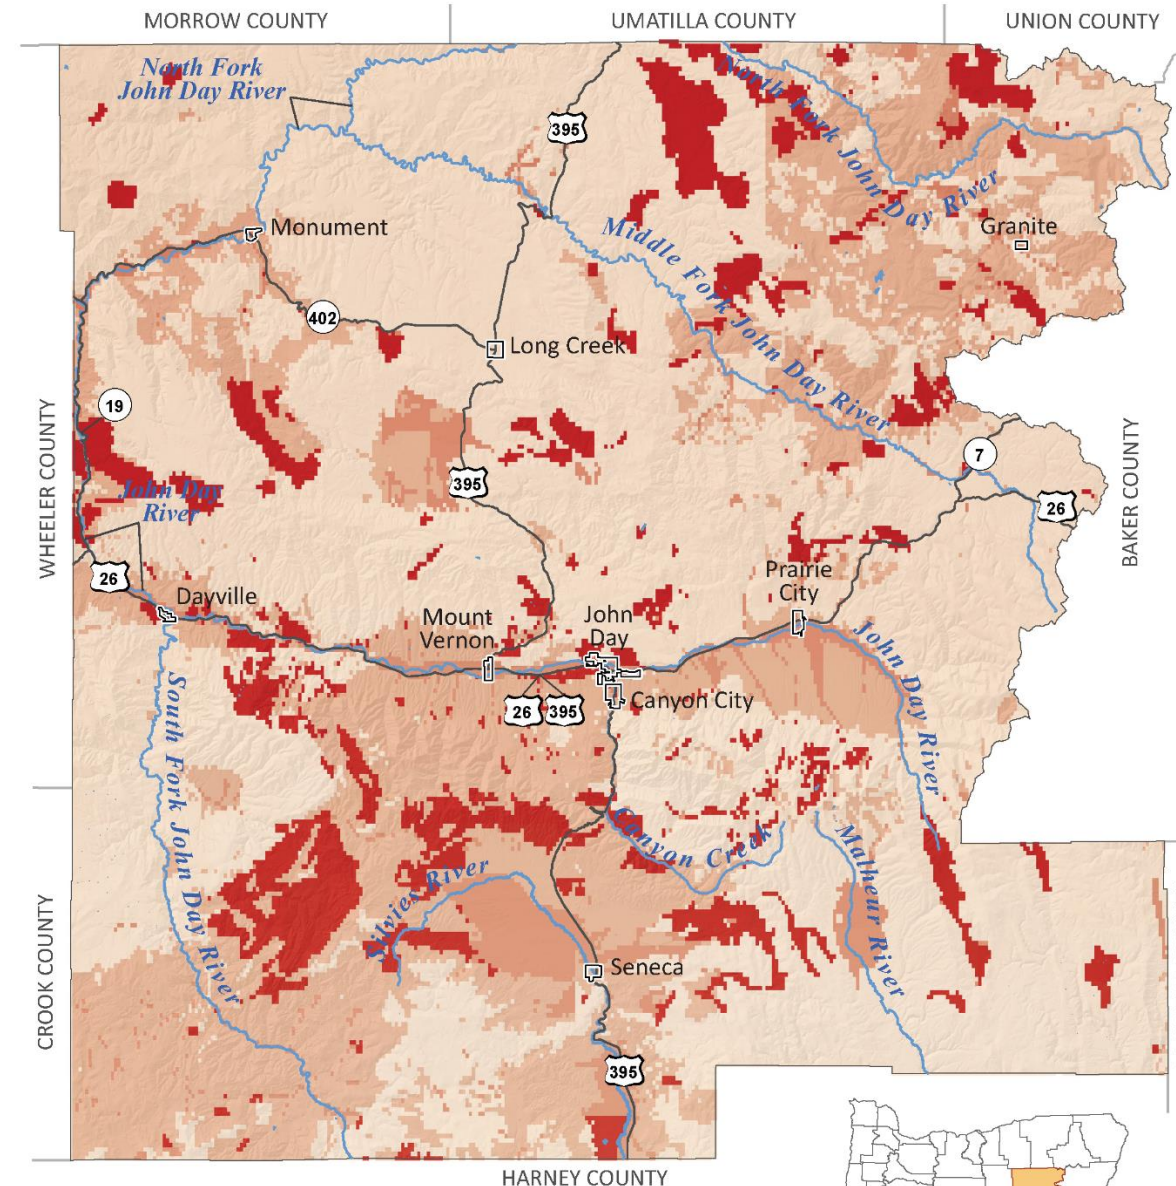 MORROW COUNTY
UMATILLA COUNTY
UNION COUNTY
North Fork
John Day River
North Fork John Day River
395
Monument
Granite
Middle Fork John Day River
402
Long Creek
19
WHEELER COUNTY
BAKER COUNTY
395
7
26
John Day
River
26
Dayville
Mount
Vernon
John
Day
Prairie
City
John Day River
26
395
Canyon City
South Fork John Day River
Canyon Creek
Malheur River
Silvies River
CROOK COUNTY
Seneca
395
HARNEY COUNTY